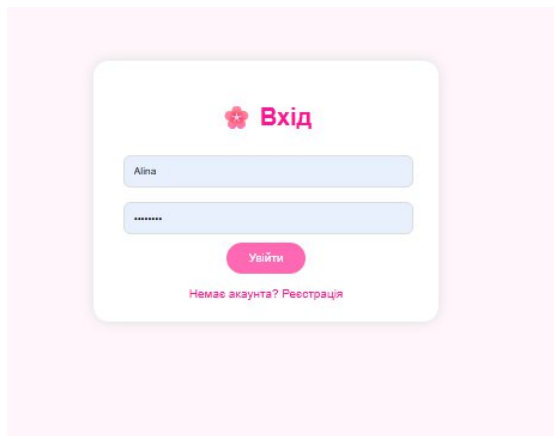 🌸 Вхід
Alina
••••••••
Увійти
Немає акаунта? Реєстрація